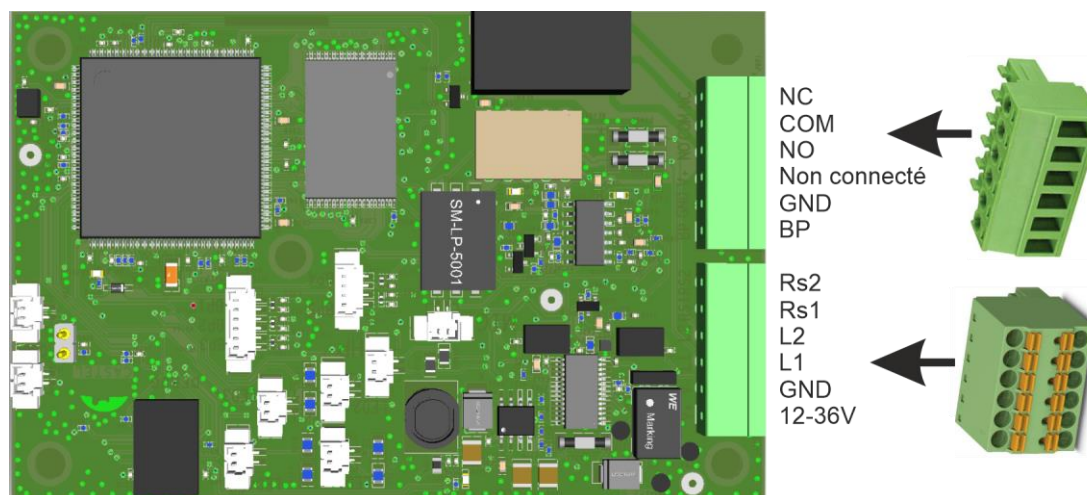 NC
COM
NO
Non connecté
GND
BP
SM-LP-5001
Rs2
Rs1
L2
L1
GND
12-36V
WE
Marking